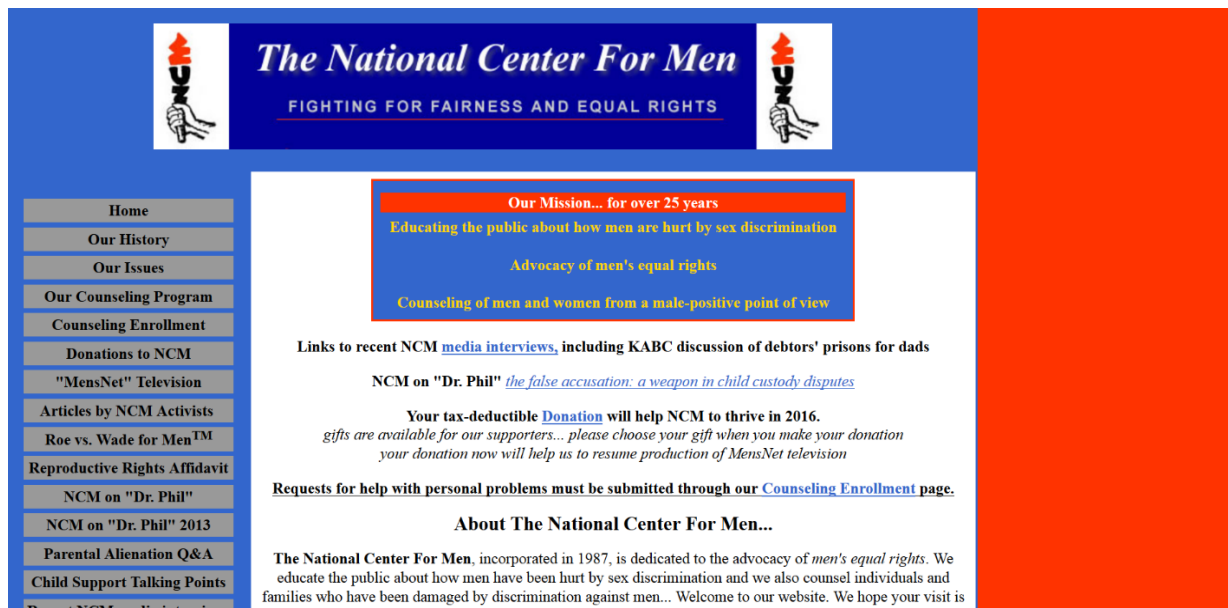 The National Center For Men
FIGHTING FOR FAIRNESS AND EQUAL RIGHTS
Home
Our History
Our Issues
Our Counseling Program
Counseling Enrollment
Donations to NCM
"MensNet" Television
Articles by NCM Activists
Roe vs. Wade for Men™
Reproductive Rights Affidavit
NCM on "Dr. Phil"
NCM on "Dr. Phil" 2013
Parental Alienation Q&A
Child Support Talking Points
Our Mission... for over 25 years
Educating the public about how men are hurt by sex discrimination
Advocacy of men's equal rights
Counseling of men and women from a male-positive point of view
Links to recent NCM media interviews, including KABC discussion of debtors' prisons for dads
NCM on "Dr. Phil" the false accusation: a weapon in child custody disputes
Your tax-deductible Donation will help NCM to thrive in 2016.
gifts are available for our supporters... please choose your gift when you make your donation
your donation now will help us to resume production of MensNet television
Requests for help with personal problems must be submitted through our Counseling Enrollment page.
About The National Center For Men...
The National Center For Men, incorporated in 1987, is dedicated to the advocacy of men's equal rights. We
educate the public about how men have been hurt by sex discrimination and we also counsel individuals and
families who have been damaged by discrimination against men... Welcome to our website. We hope your visit is